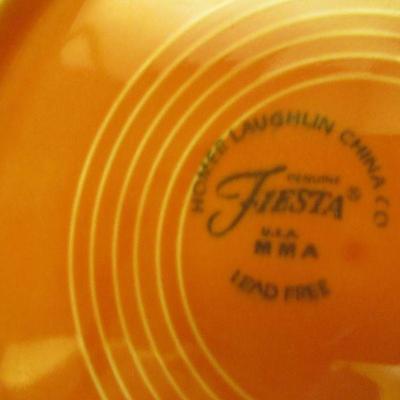 HOMER LAUGHLIN CHINA CO
GENUINE
FIESTA®
U.S.A.
MMA
LEAD FREE